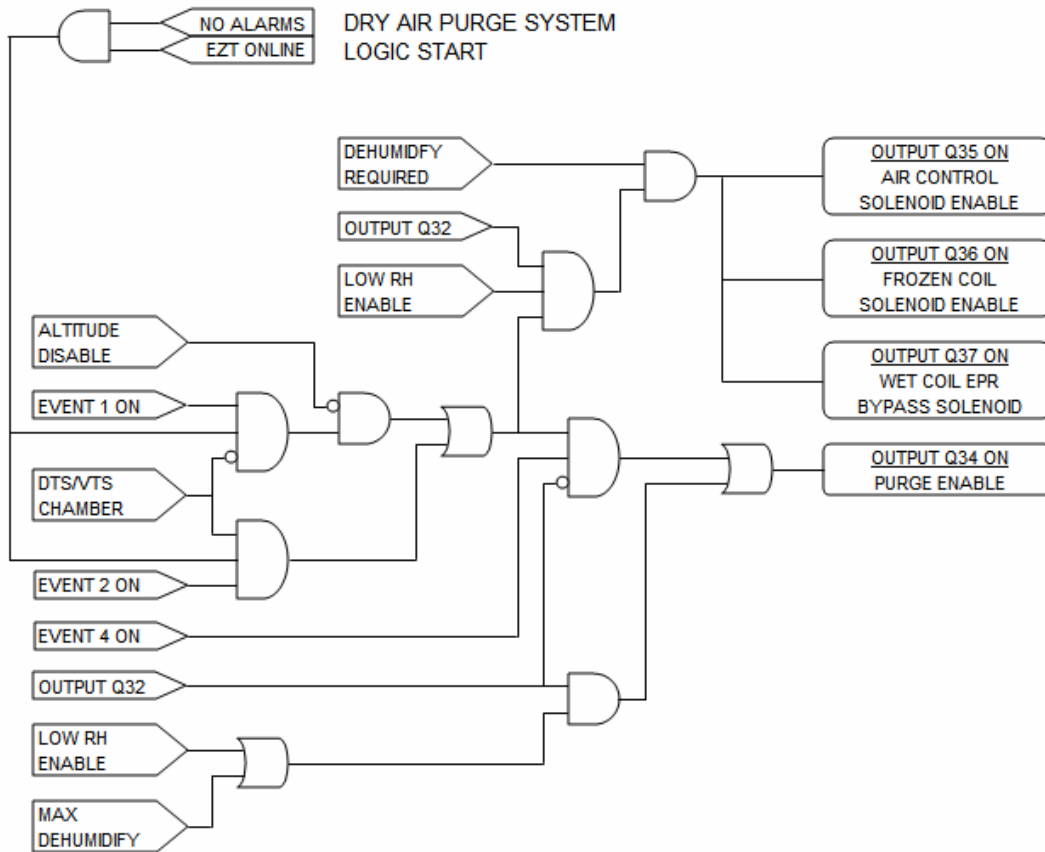 NO ALARMS
EZT ONLINE
DRY AIR PURGE SYSTEM
LOGIC START
DEHUMIDFY
REQUIRED
OUTPUT Q32
LOW RH
ENABLE
OUTPUT Q35 ON
AIR CONTROL
SOLENOID ENABLE
OUTPUT Q36 ON
FROZEN COIL
SOLENOID ENABLE
OUTPUT Q37 ON
WET COIL EPR
BYPASS SOLENOID
OUTPUT Q34 ON
PURGE ENABLE
ALTITUDE
DISABLE
EVENT 1 ON
DTS/VTS
CHAMBER
EVENT 2 ON
EVENT 4 ON
OUTPUT Q32
LOW RH
ENABLE
MAX
DEHUMIDIFY